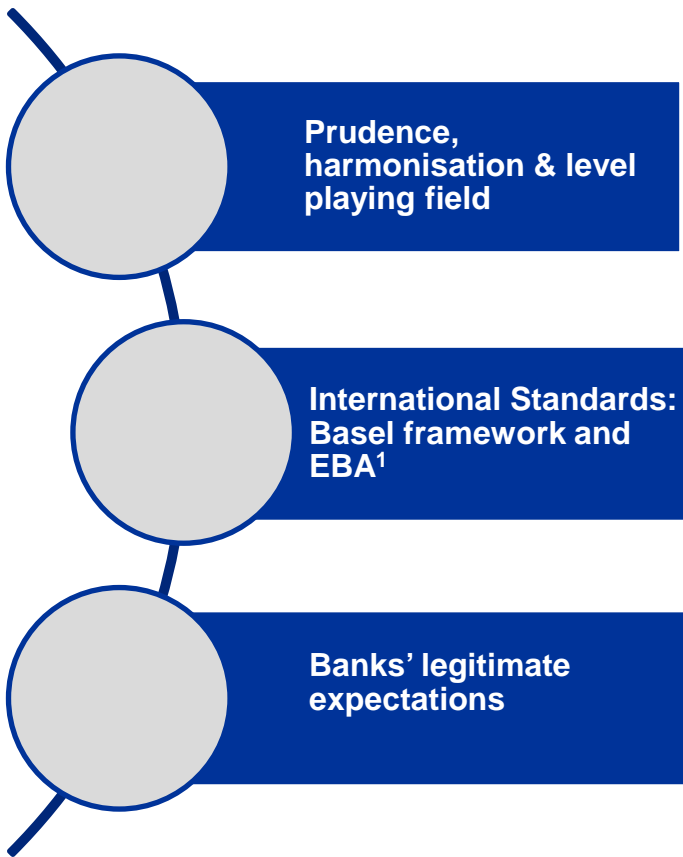 Prudence,
harmonisation & level
playing field
International Standards:
Basel framework and
EBA¹
Banks’ legitimate
expectations